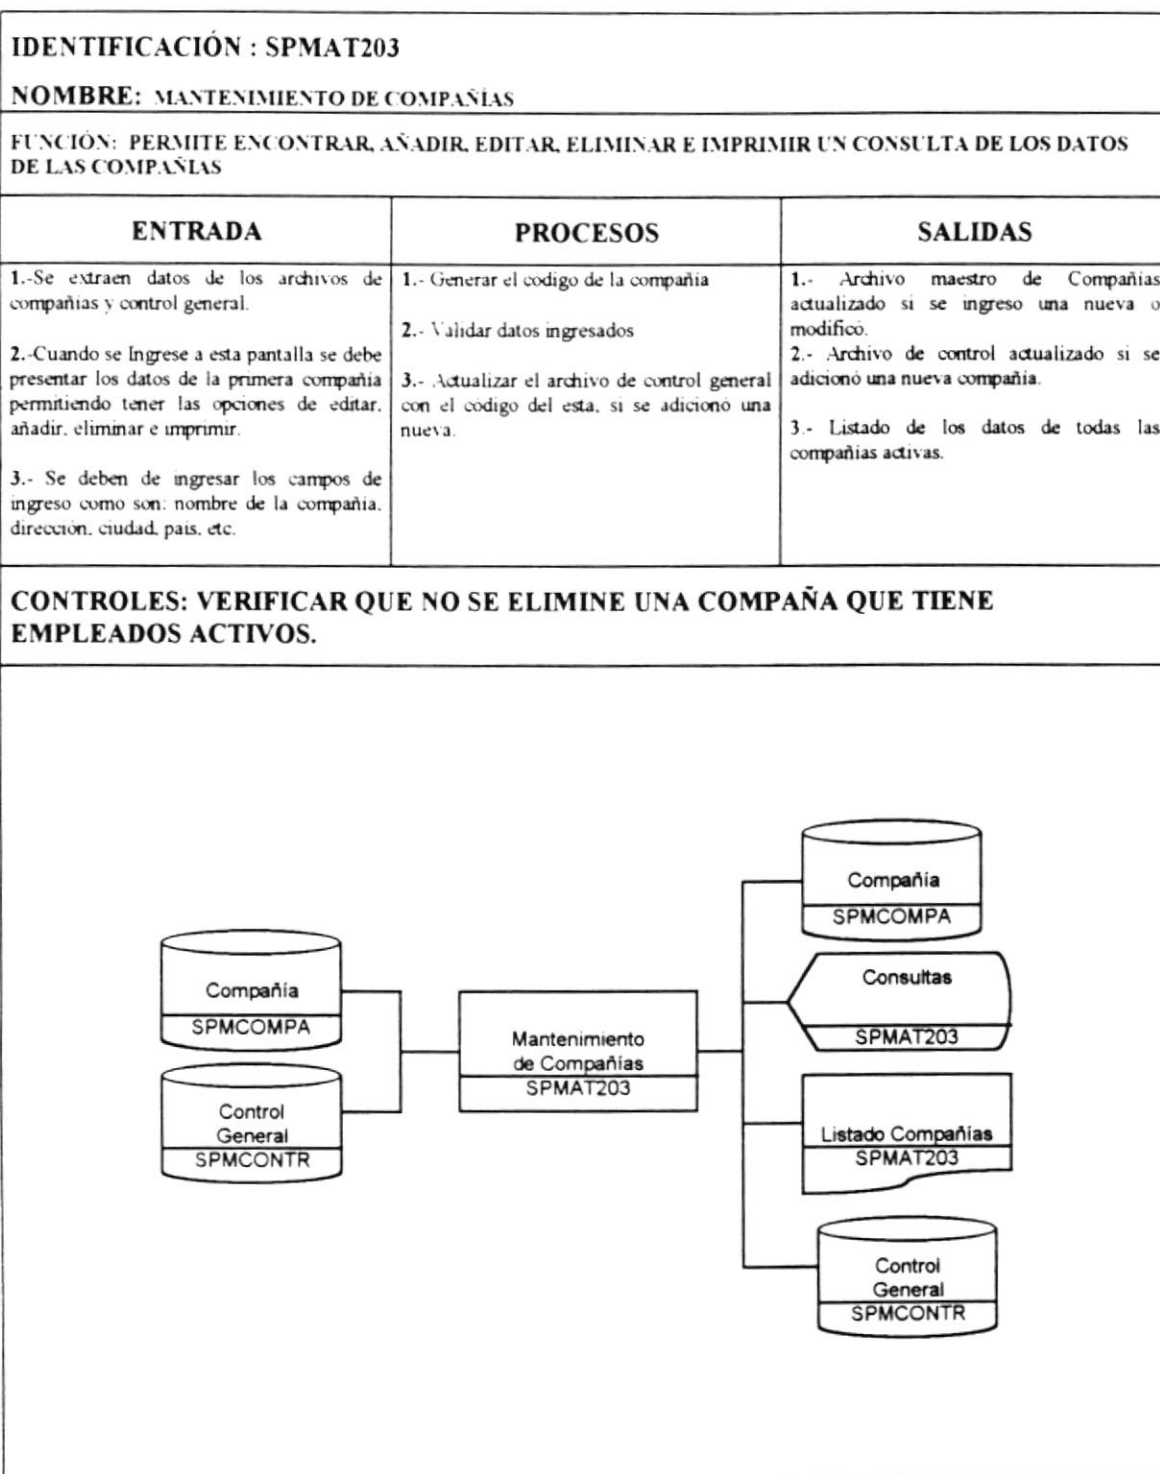 IDENTIFICACIÓN : SPMAT203
NOMBRE: MANTENIMIENTO DE COMPAÑÍAS
FUNCIÓN: PERMITE ENCONTRAR, AÑADIR, EDITAR, ELIMINAR E IMPRIMIR UN CONSULTA DE LOS DATOS
DE LAS COMPAÑIAS
ENTRADA
1.-Se extraen datos de los archivos de
compañias y control general.
2.-Cuando se Ingrese a esta pantalla se debe
presentar los datos de la primera compañia
permitiendo tener las opciones de editar,
añadir, eliminar e imprimir.
3.- Se deben de ingresar los campos de
ingreso como son: nombre de la compañia,
dirección, ciudad, pais, etc.
PROCESOS
1.- Generar el codigo de la compañia
2.- Validar datos ingresados
3.- Actualizar el archivo de control general
con el código del esta, si se adicionó una
nueva.
SALIDAS
1.- Archivo maestro de Compañias
actualizado si se ingreso una nueva o
modificó.
2.- Archivo de control actualizado si se
adicionó una nueva compañia.
3.- Listado de los datos de todas las
compañias activas.
CONTROLES: VERIFICAR QUE NO SE ELIMINE UNA COMPAÑA QUE TIENE
EMPLEADOS ACTIVOS.
Compañía
SPMCOMPA
Control
General
SPMCONTR
Mantenimiento
de Compañías
SPMAT203
Compañía
SPMCOMPA
Consultas
SPMAT203
Listado Compañías
SPMAT203
Control
General
SPMCONTR